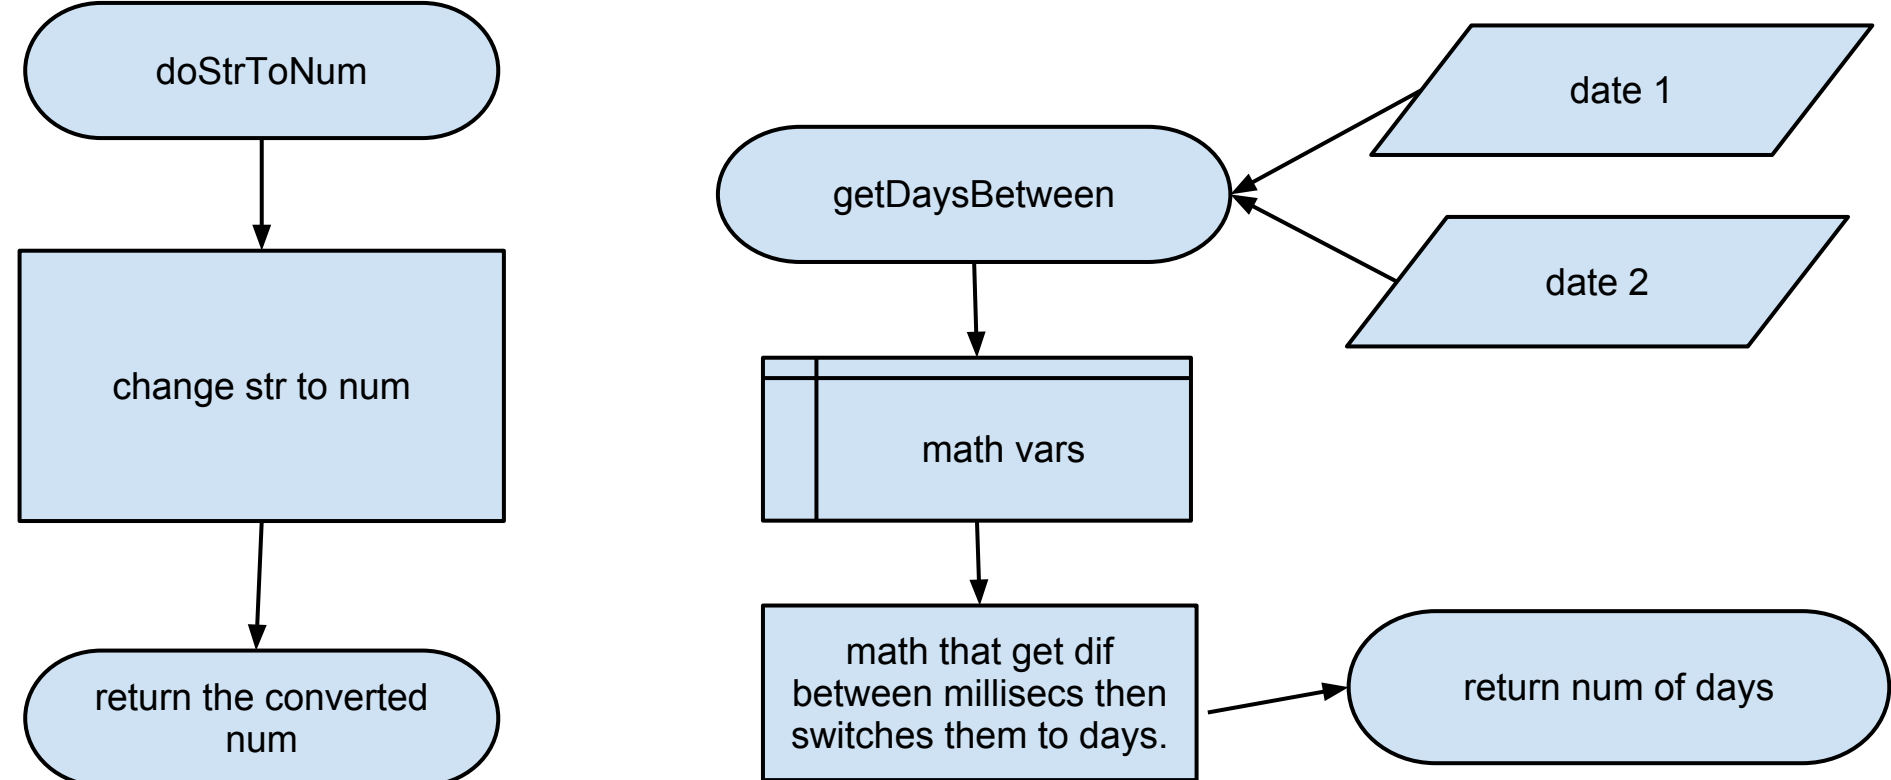 doStrToNum
change str to num
return the converted
num
getDaysBetween
date 1
date 2
math vars
math that get dif
between millisecs then
switches them to days.
return num of days